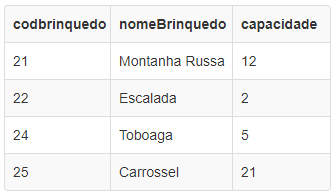 codbrinquedo nomeBrinquedo capacidade
21 Montanha Russa 12
22 Escalada 2
24 Toboaga 5
25 Carrossel 21